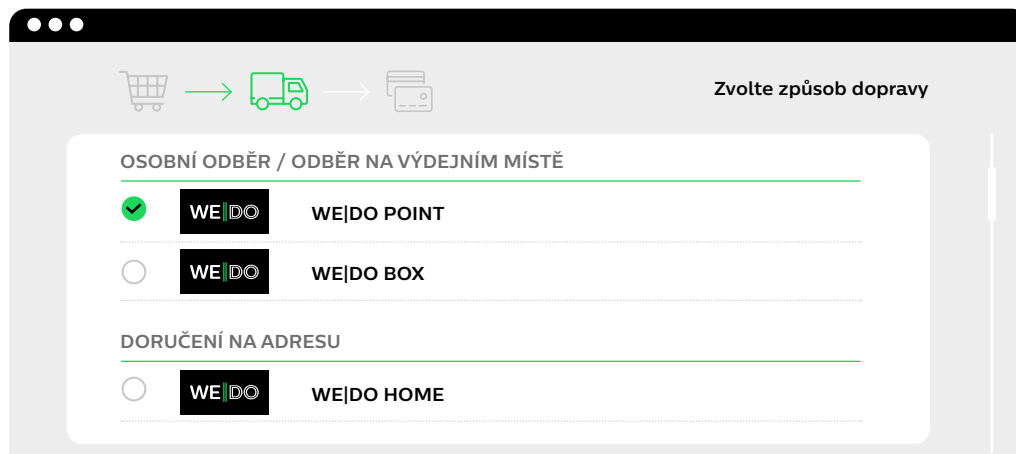 Zvolte způsob dopravy
OSOBNÍ ODBĚR / ODBĚR NA VÝDEJNÍM MÍSTĚ
WE||DO WE|DO POINT
WE||DO WE|DO BOX
DORUČENÍ NA ADRESU
WE||DO WE|DO HOME